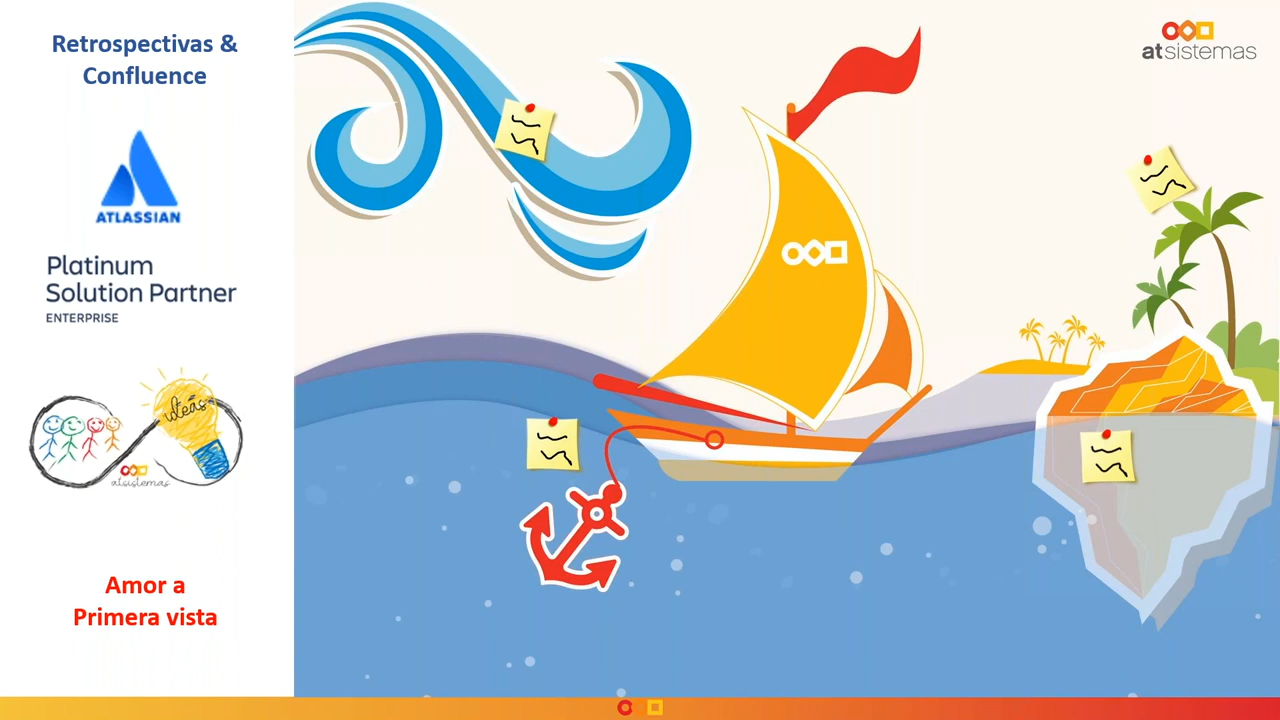 Retrospectivas &
Confluence
ATLASSIAN
Platinum
Solution Partner
ENTERPRISE
ideas
atsistemas
Amor a
Primera vista
atsistemas